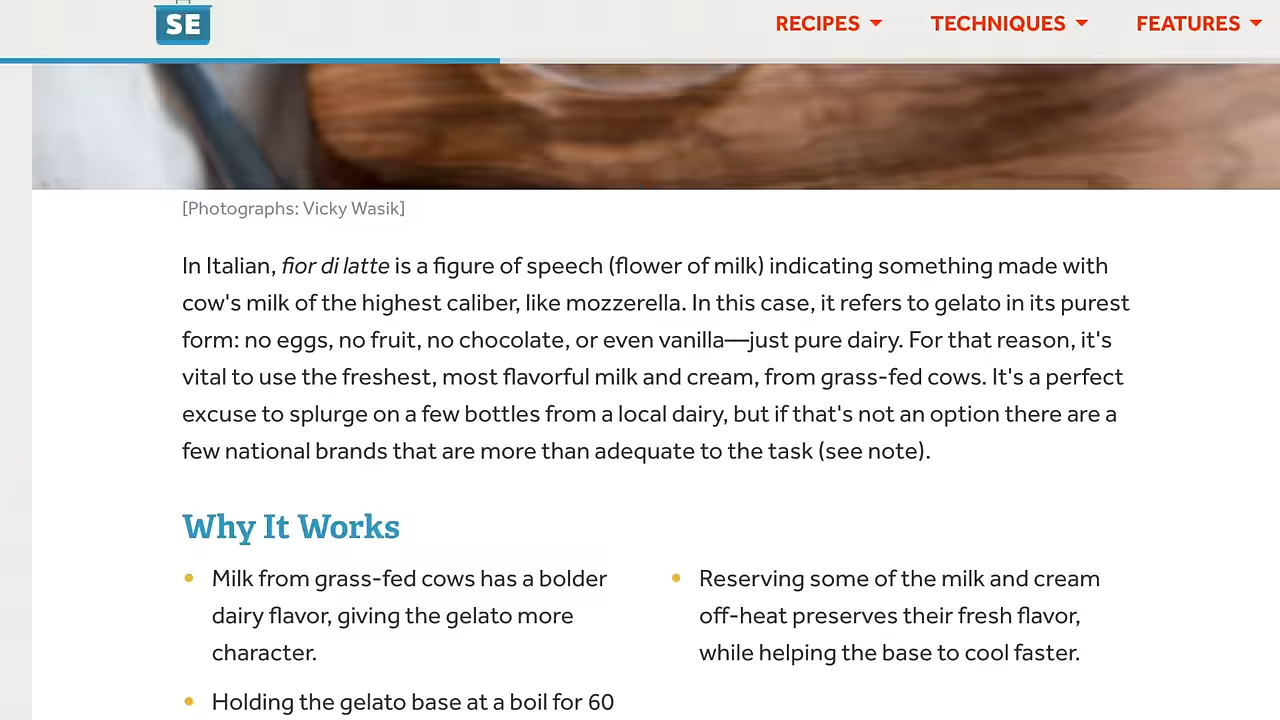 SE
RECIPES
TECHNIQUES
FEATURES
[Photographs: Vicky Wasik]
In Italian, fior di latte is a figure of speech (flower of milk) indicating something made with
cow's milk of the highest caliber, like mozzerella. In this case, it refers to gelato in its purest
form: no eggs, no fruit, no chocolate, or even vanilla—just pure dairy. For that reason, it's
vital to use the freshest, most flavorful milk and cream, from grass-fed cows. It's a perfect
excuse to splurge on a few bottles from a local dairy, but if that's not an option there are a
few national brands that are more than adequate to the task (see note).
Why It Works
Milk from grass-fed cows has a bolder
dairy flavor, giving the gelato more
character.
Holding the gelato base at a boil for 60
Reserving some of the milk and cream
off-heat preserves their fresh flavor,
while helping the base to cool faster.